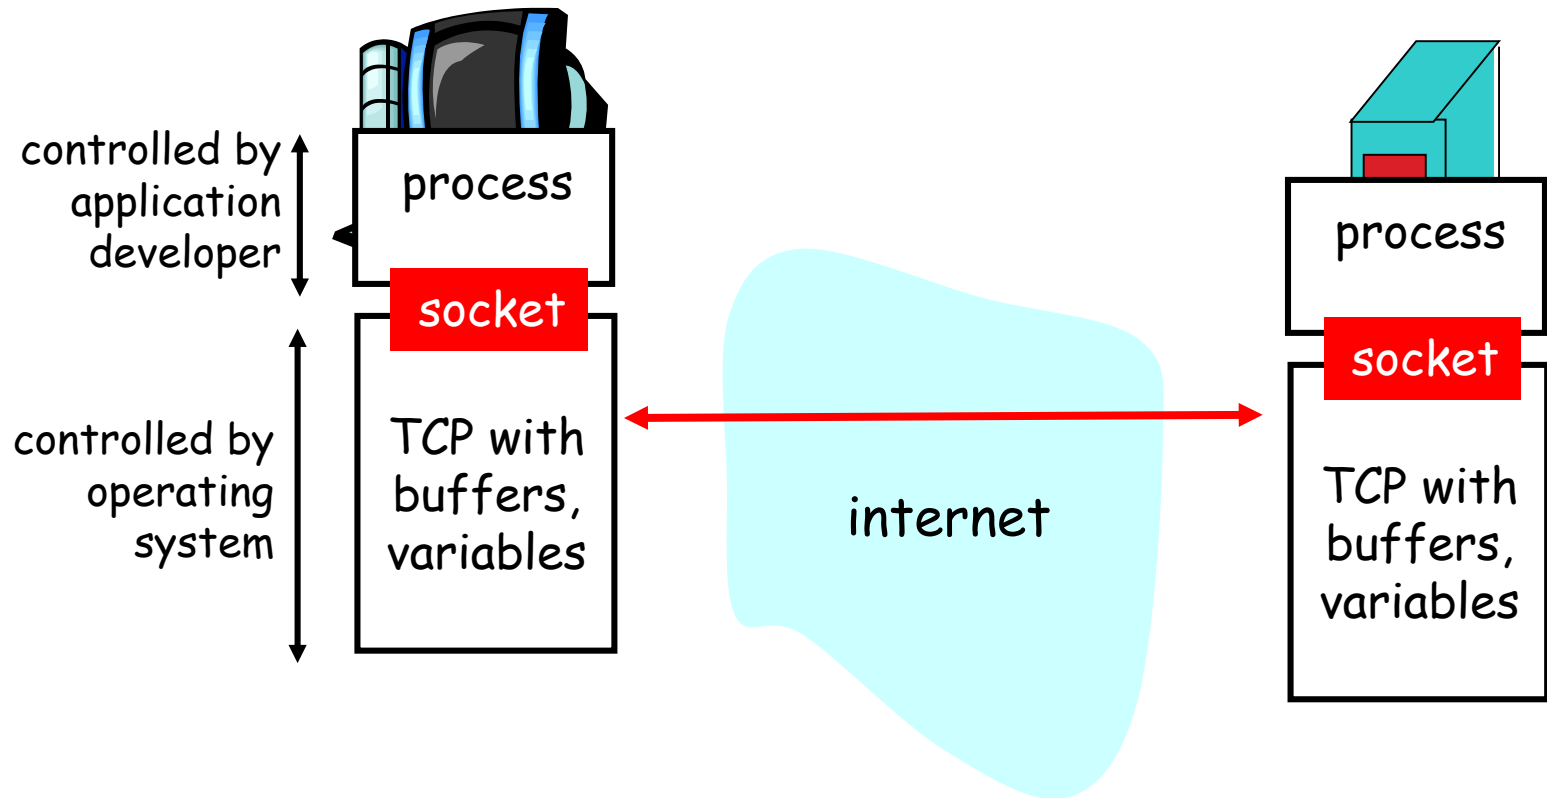 controlled by
application
developer
process
socket
controlled by
operating
system
TCP with
buffers,
variables
internet
process
socket
TCP with
buffers,
variables